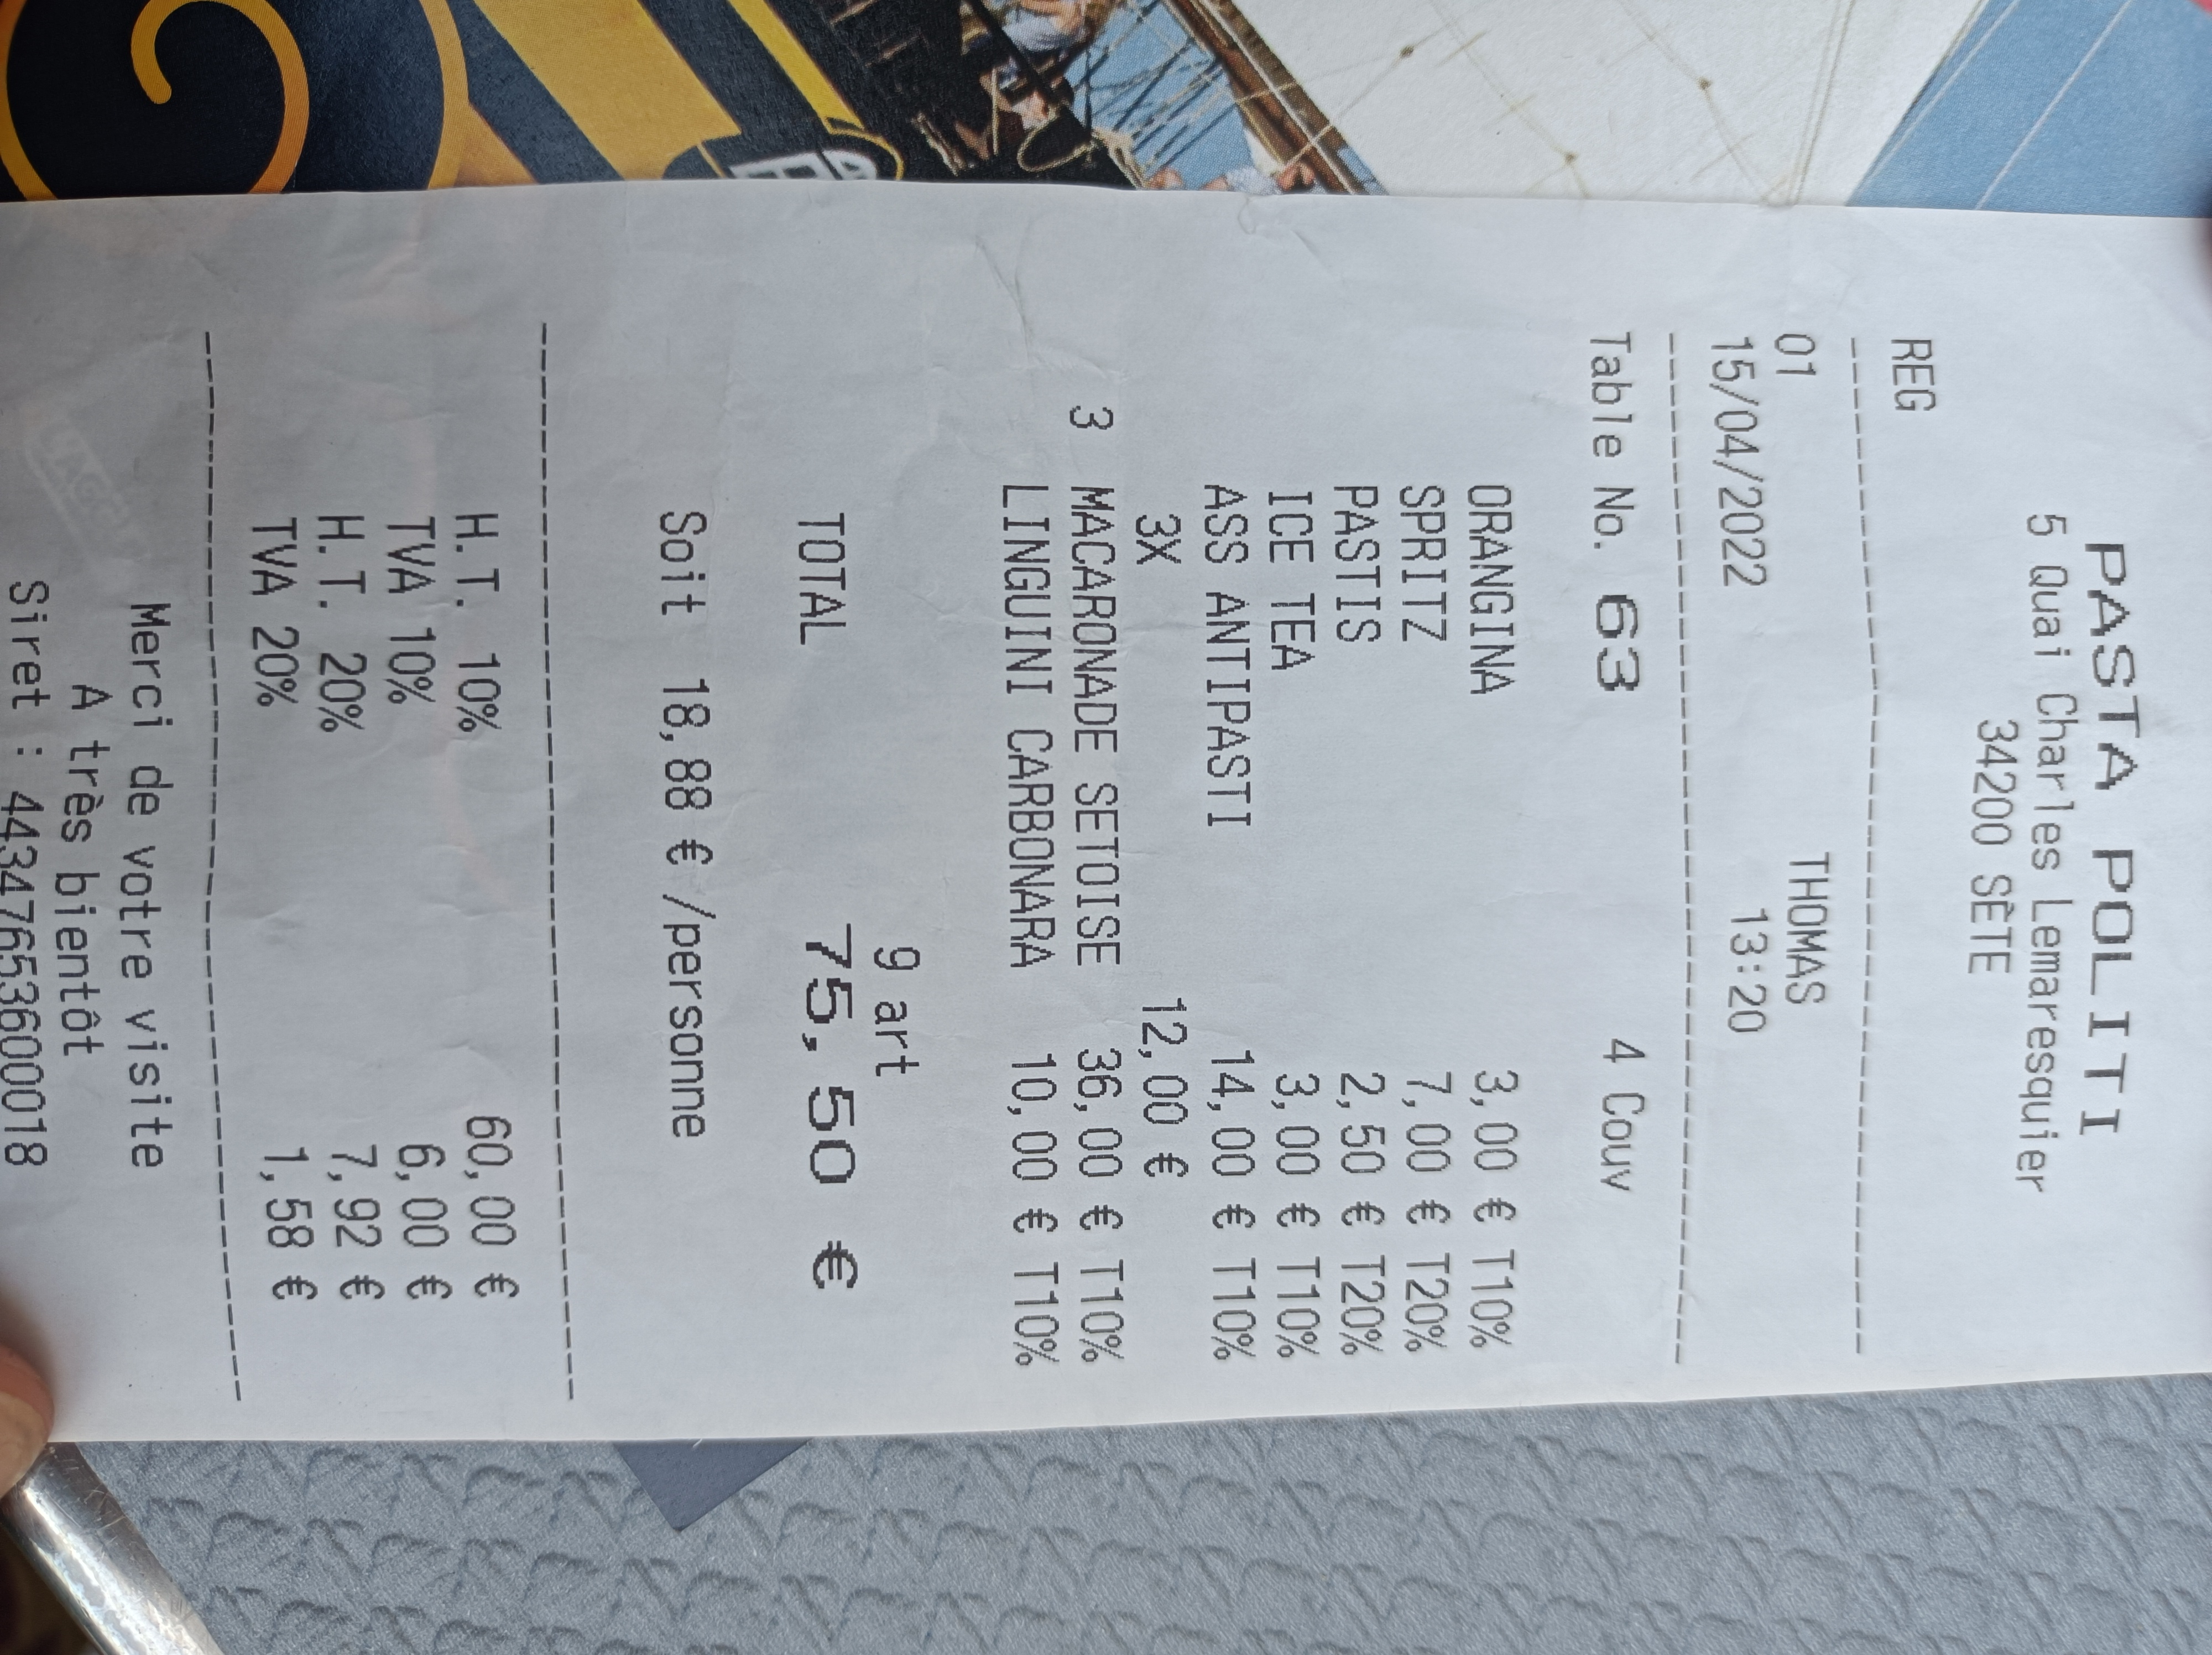 PASTA POLITI
5 Quai Charles Lemaresquier
34200 SÈTE
REG
01 THOMAS
15/04/2022 13:20
Table No. 63 4 Couv
ORANGINA 3,00 € T10%
SPRITZ 7,00 € T20%
PASTIS 2,50 € T20%
ICE TEA 3,00 € T10%
ASS ANTIPASTI 14,00 € T10%
3X 12,00 €
3 MACARONADE SETOISE 36,00 € T10%
LINGUINI CARBONARA 10,00 € T10%
9 art
TOTAL 75,50 €
Soit 18,88 € /personne
H.T. 10% 60,00 €
TVA 10% 6,00 €
H.T. 20% 7,92 €
TVA 20% 1,58 €
Merci de votre visite
A très bientôt
Siret : 44347653600018